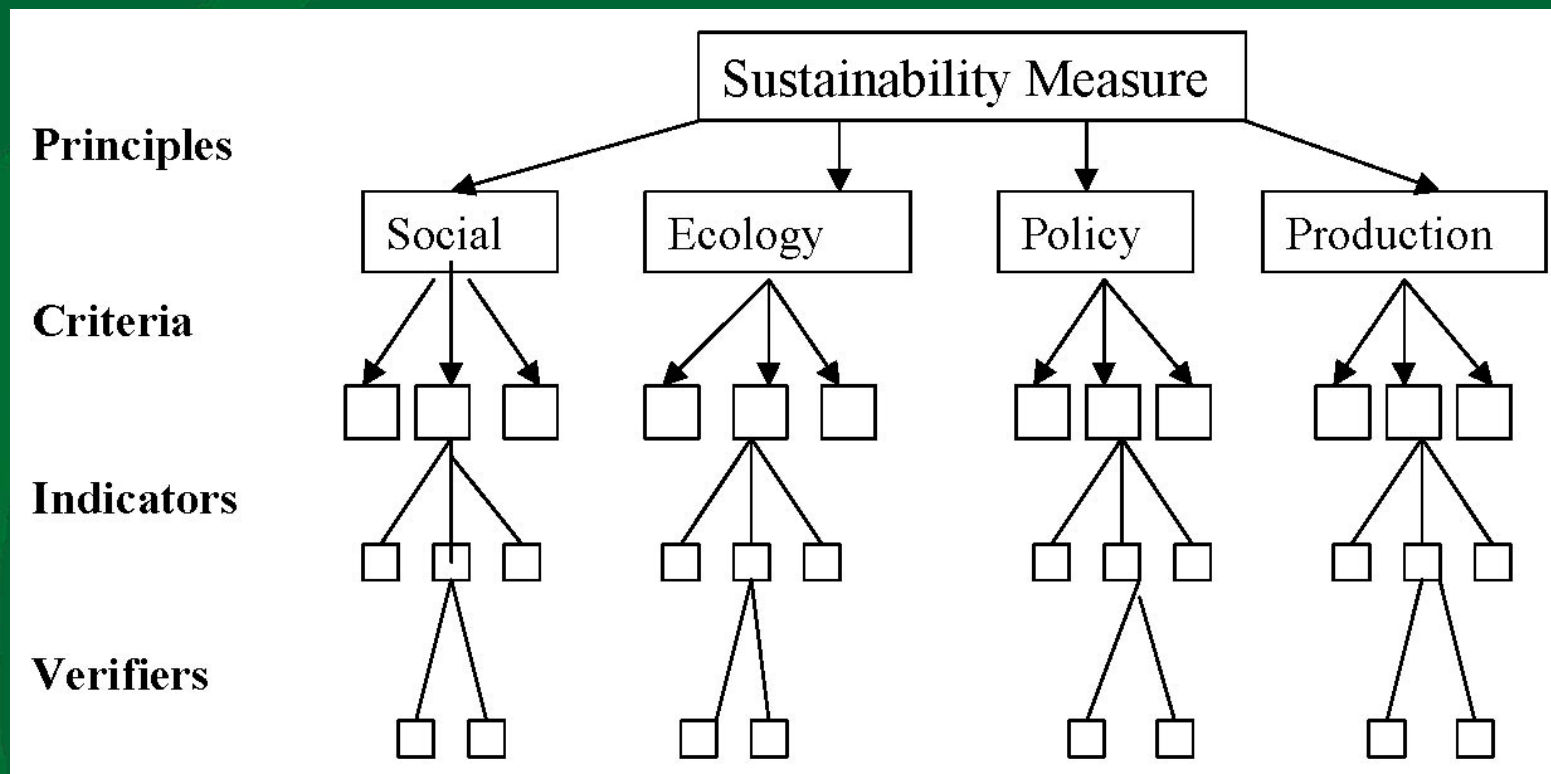 Sustainability Measure
Principles
Social
Ecology
Policy
Production
Criteria
Indicators
Verifiers